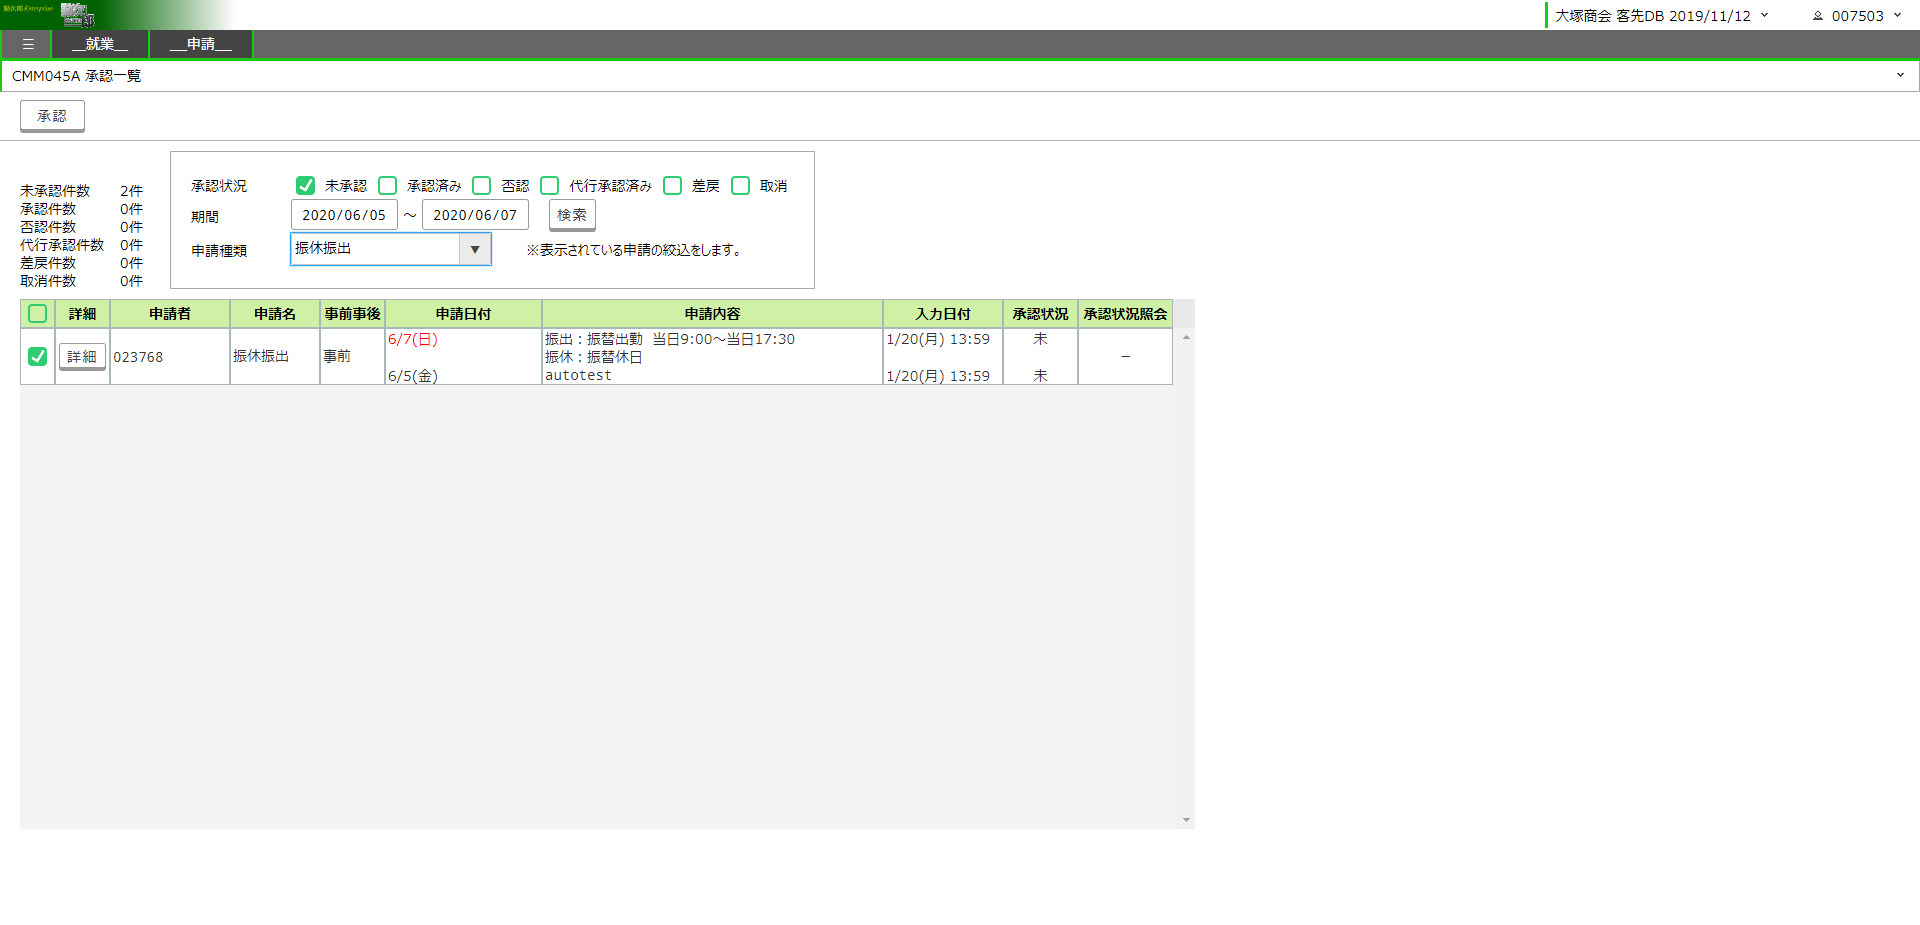 勤次郎 Enterprise
大塚商会 客先DB 2019/11/12
007503
☰ __就業__ __申請__
CMM045A 承認一覧
承認
未承認件数 2件
承認件数 0件
否認件数 0件
代行承認件数 0件
差戻件数 0件
取消件数 0件
承認状況 未承認 承認済み 否認 代行承認済み 差戻 取消
期間 2020/06/05 ～ 2020/06/07 検索
申請種類 振休振出 ▼ ※表示されている申請の絞込をします。
詳細 申請者 申請名 事前事後 申請日付 申請内容 入力日付 承認状況 承認状況照会
詳細 023768 振休振出 事前
6/7(日)
6/5(金)
振出：振替出勤 当日9:00～当日17:30
振休：振替休日
autotest
1/20(月) 13:59
1/20(月) 13:59
未
未
－